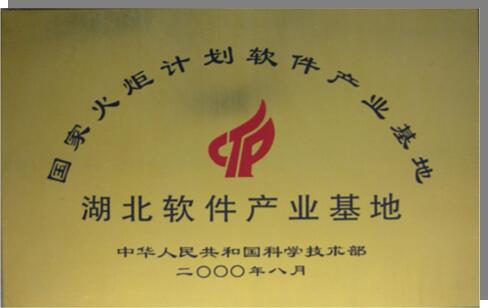 国家火炬计划软件产业基地
CTP
湖北软件产业基地
中华人民共和国科学技术部
二〇〇〇年八月